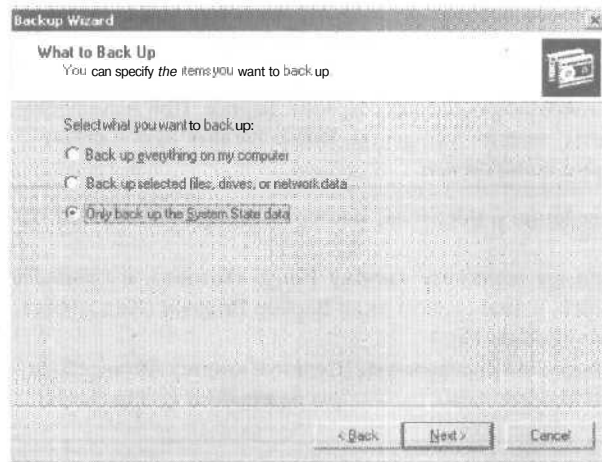 Backup Wizard
What to Back Up
You can specify the items you want to back up.
Select what you want to back up:
Back up everything on my computer
Back up selected files, drives, or network data
Only back up the System State data
< Back Next > Cancel